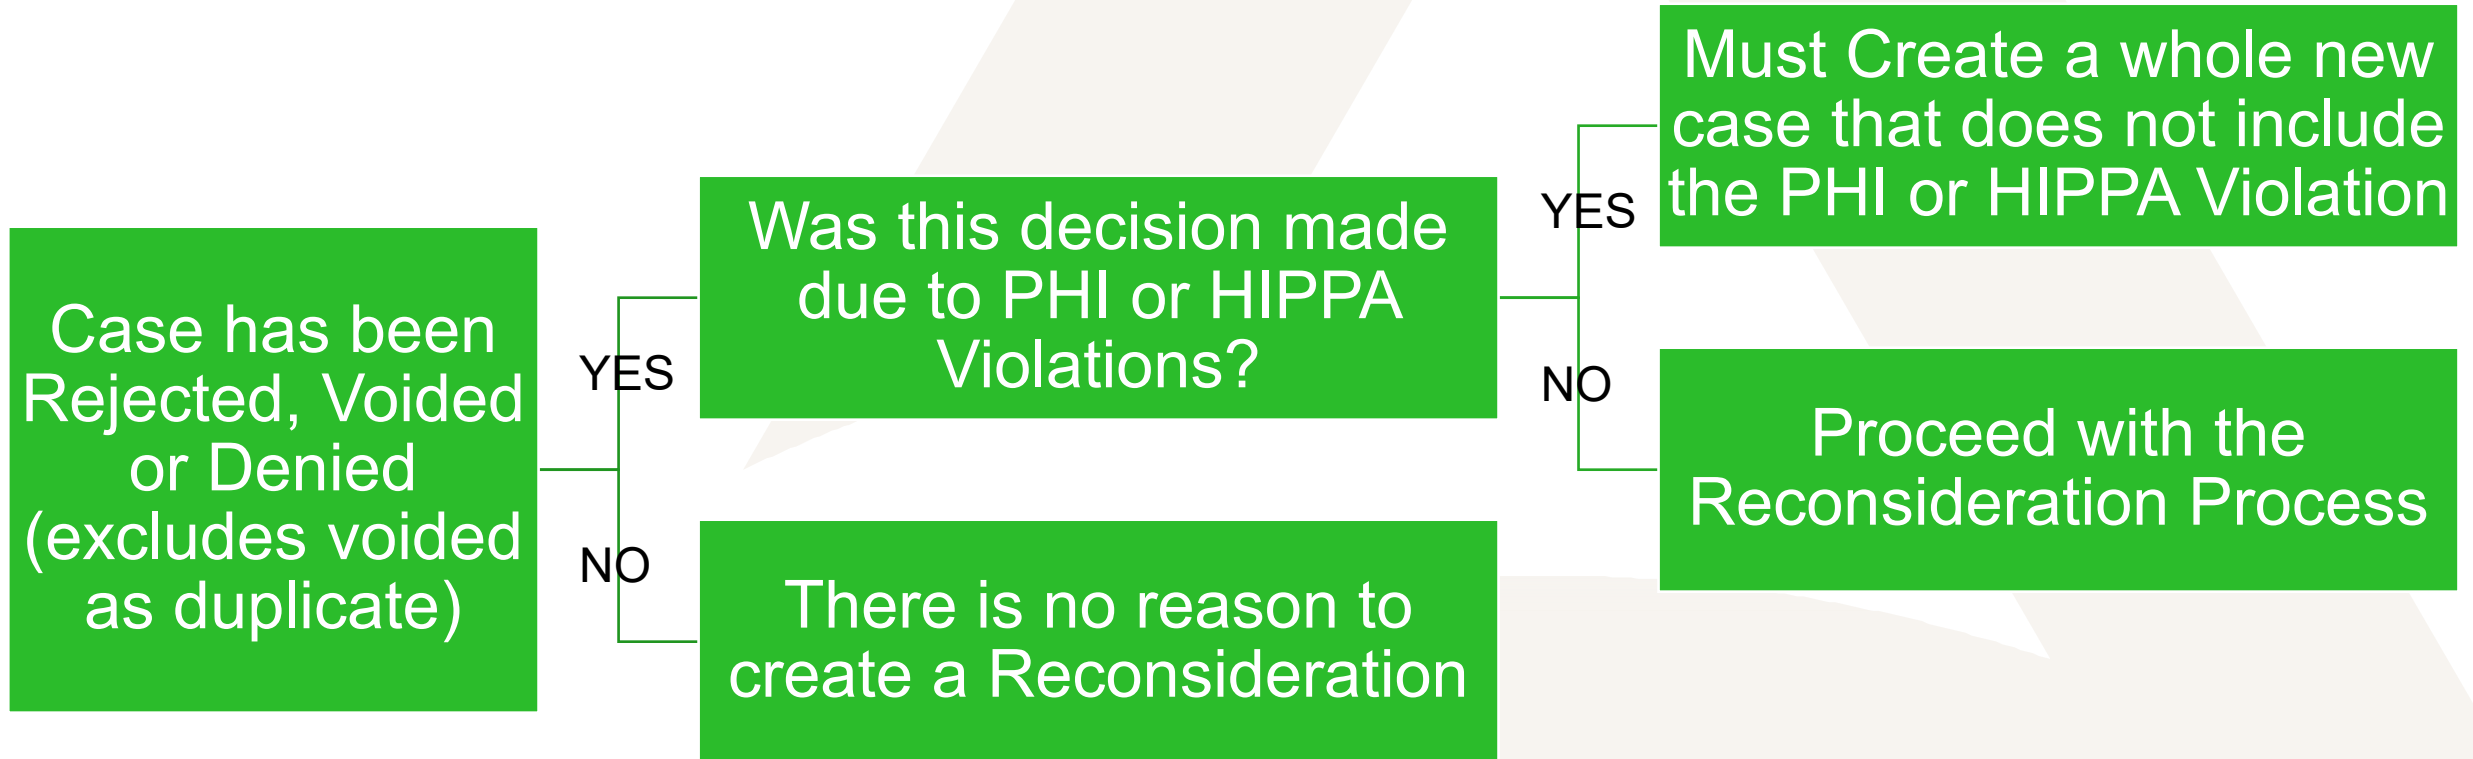 Case has been
Rejected, Voided
or Denied
(excludes voided
as duplicate)
YES
NO
Was this decision made
due to PHI or HIPPA
Violations?
There is no reason to
create a Reconsideration
YES
NO
Must Create a whole new
case that does not include
the PHI or HIPPA Violation
Proceed with the
Reconsideration Process